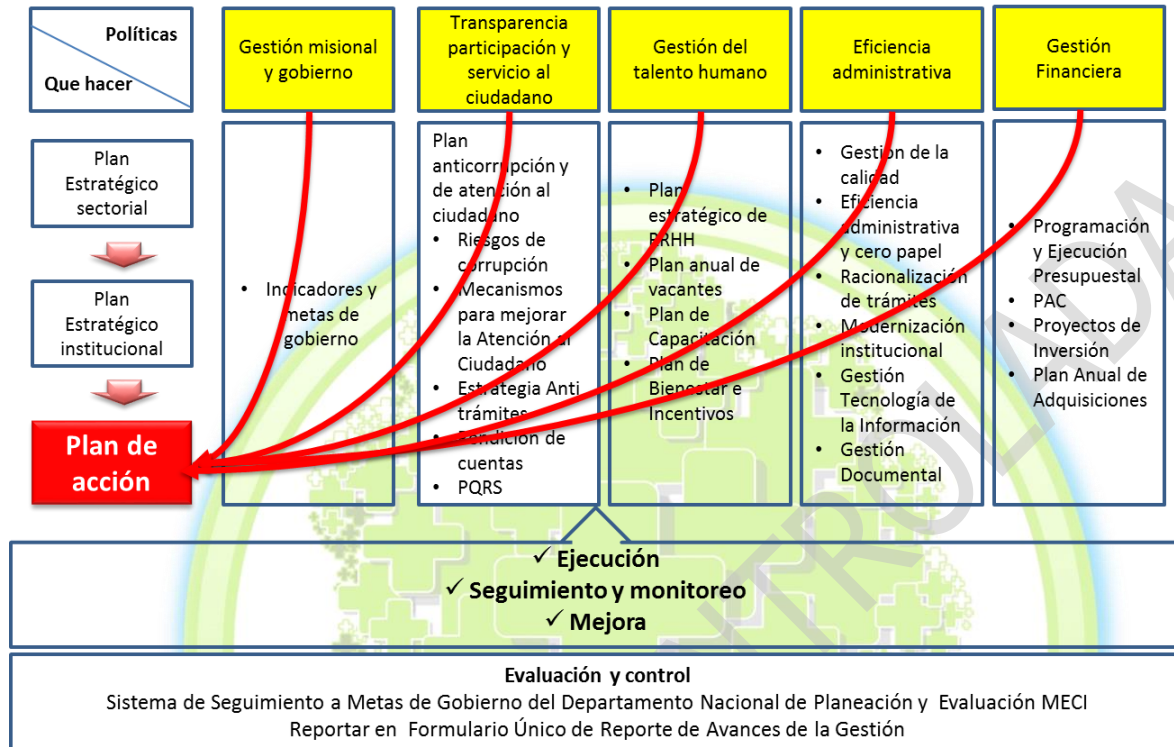 Políticas
Que hacer
Gestión misional
y gobierno
Transparencia
participación y
servicio al
ciudadano
Gestión del
talento humano
Eficiencia
administrativa
Gestión
Financiera
Plan
Estratégico
sectorial
Plan
Estratégico
institucional
Plan de
acción
• Indicadores y
metas de
gobierno
Plan
anticorrupción y
de atención al
ciudadano
• Riesgos de
corrupción
• Mecanismos
para mejorar
la Atención al
Ciudadano
• Estrategia Anti
trámites
• Rendición de
cuentas
• PQRS
• Plan
estratégico de
RRHH
• Plan anual de
vacantes
• Plan de
Capacitación
• Plan de
Bienestar e
Incentivos
• Gestión de la
calidad
• Eficiencia
administrativa
y cero papel
• Racionalización
de trámites
• Modernización
institucional
• Gestión
Tecnología de
la Información
• Gestión
Documental
• Programación
y Ejecución
Presupuestal
• PAC
• Proyectos de
Inversión
• Plan Anual de
Adquisiciones
✓ Ejecución
✓ Seguimiento y monitoreo
✓ Mejora
Evaluación y control
Sistema de Seguimiento a Metas de Gobierno del Departamento Nacional de Planeación y Evaluación MECI
Reportar en Formulario Único de Reporte de Avances de la Gestión